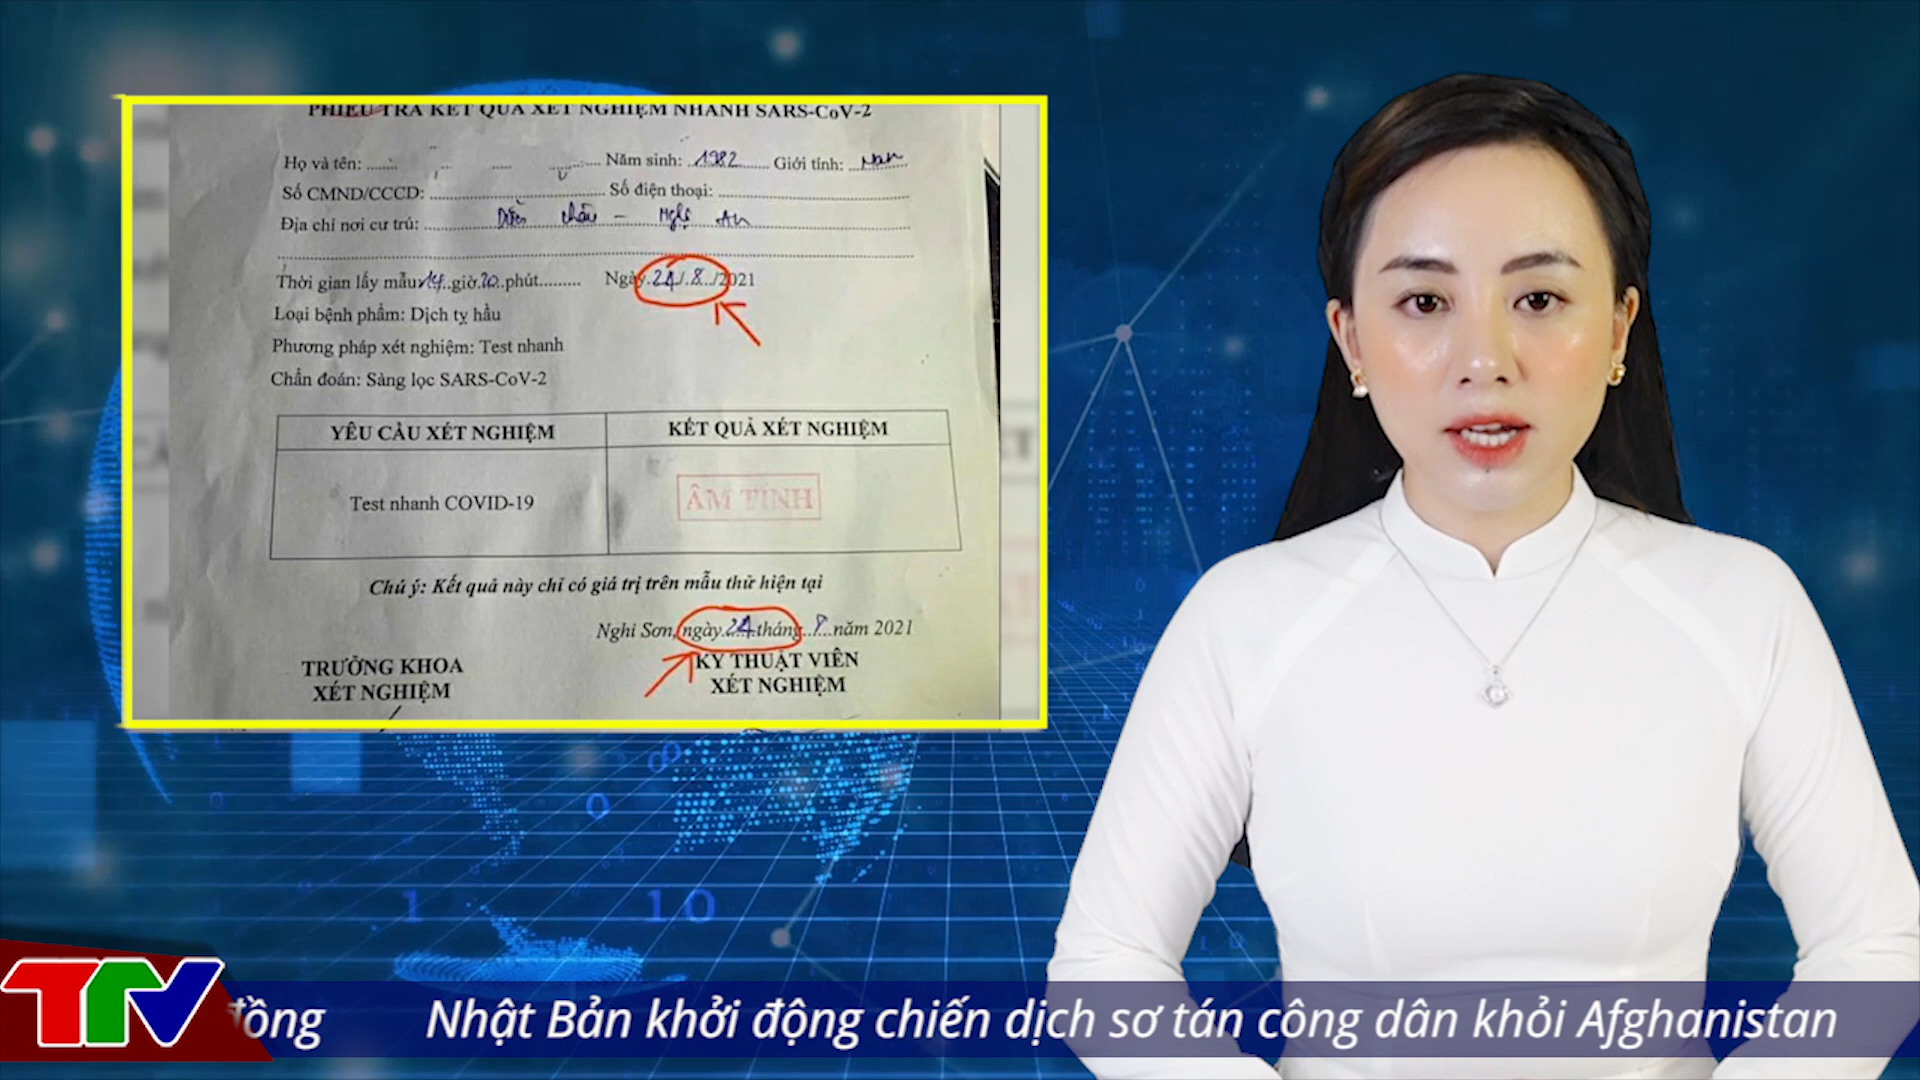 PHIẾU TRẢ KẾT QUẢ XÉT NGHIỆM NHANH SARS-CoV-2
Họ và tên: Năm sinh: 1982 Giới tính: Nam
Số CMND/CCCD: Số điện thoại:
Địa chỉ nơi cư trú: Diễn Châu - Nghệ An
Thời gian lấy mẫu 14 giờ 20 phút Ngày 24/8/2021
Loại bệnh phẩm: Dịch tỵ hầu
Phương pháp xét nghiệm: Test nhanh
Chẩn đoán: Sàng lọc SARS-CoV-2
YÊU CẦU XÉT NGHIỆM KẾT QUẢ XÉT NGHIỆM
Test nhanh COVID-19 ÂM TÍNH
Chú ý: Kết quả này chỉ có giá trị trên mẫu thử hiện tại
Nghi Sơn, ngày 24 tháng 8 năm 2021
TRƯỞNG KHOA KỸ THUẬT VIÊN
XÉT NGHIỆM XÉT NGHIỆM
TTV đồng Nhật Bản khởi động chiến dịch sơ tán công dân khỏi Afghanistan